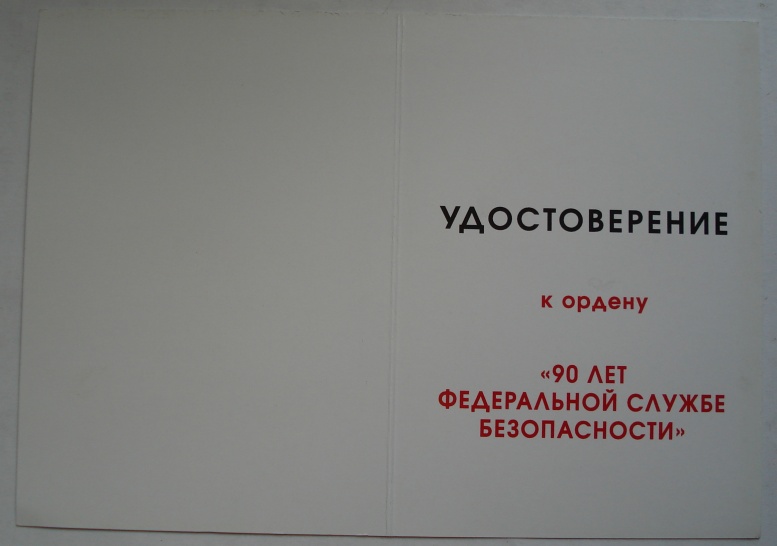 УДОСТОВЕРЕНИЕ
к ордену
«90 ЛЕТ
ФЕДЕРАЛЬНОЙ СЛУЖБЕ
БЕЗОПАСНОСТИ»